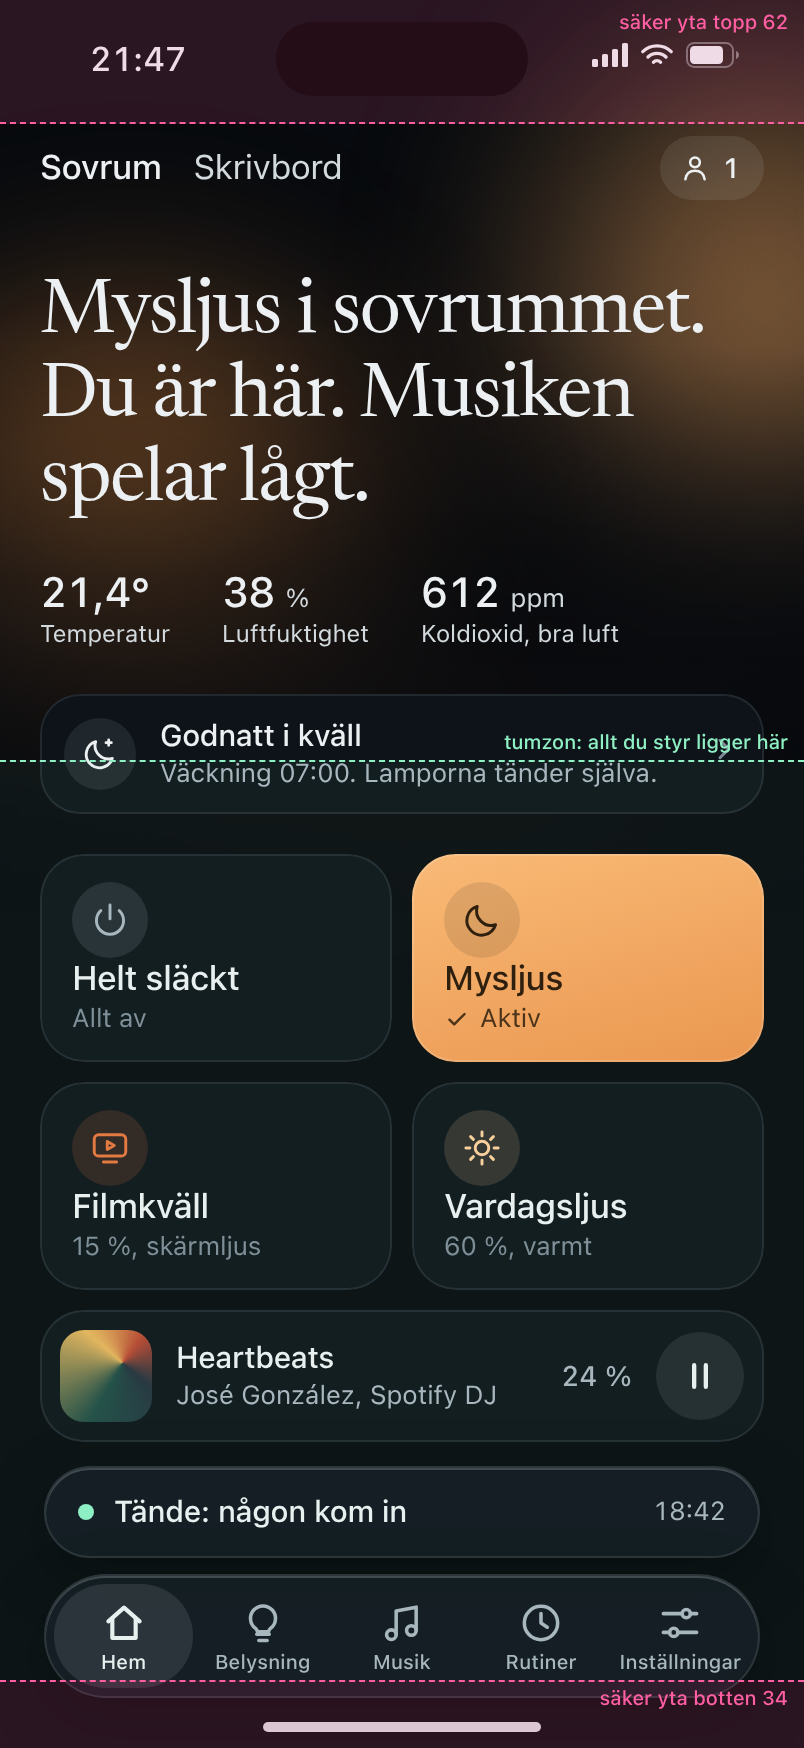 säker yta topp 62
21:47
Sovrum Skrivbord 1
Mysljus i sovrummet.
Du är här. Musiken
spelar lågt.
21,4° 38 % 612 ppm
Temperatur Luftfuktighet Koldioxid, bra luft
Godnatt i kväll
tumzon: allt du styr ligger här
Väckning 07:00. Lamporna tänder själva.
Helt släckt
Allt av
Mysljus
Aktiv
Filmkväll
15 %, skärmljus
Vardagsljus
60 %, varmt
Heartbeats
José González, Spotify DJ
24 %
Tände: någon kom in 18:42
Hem Belysning Musik Rutiner Inställningar
säker yta botten 34